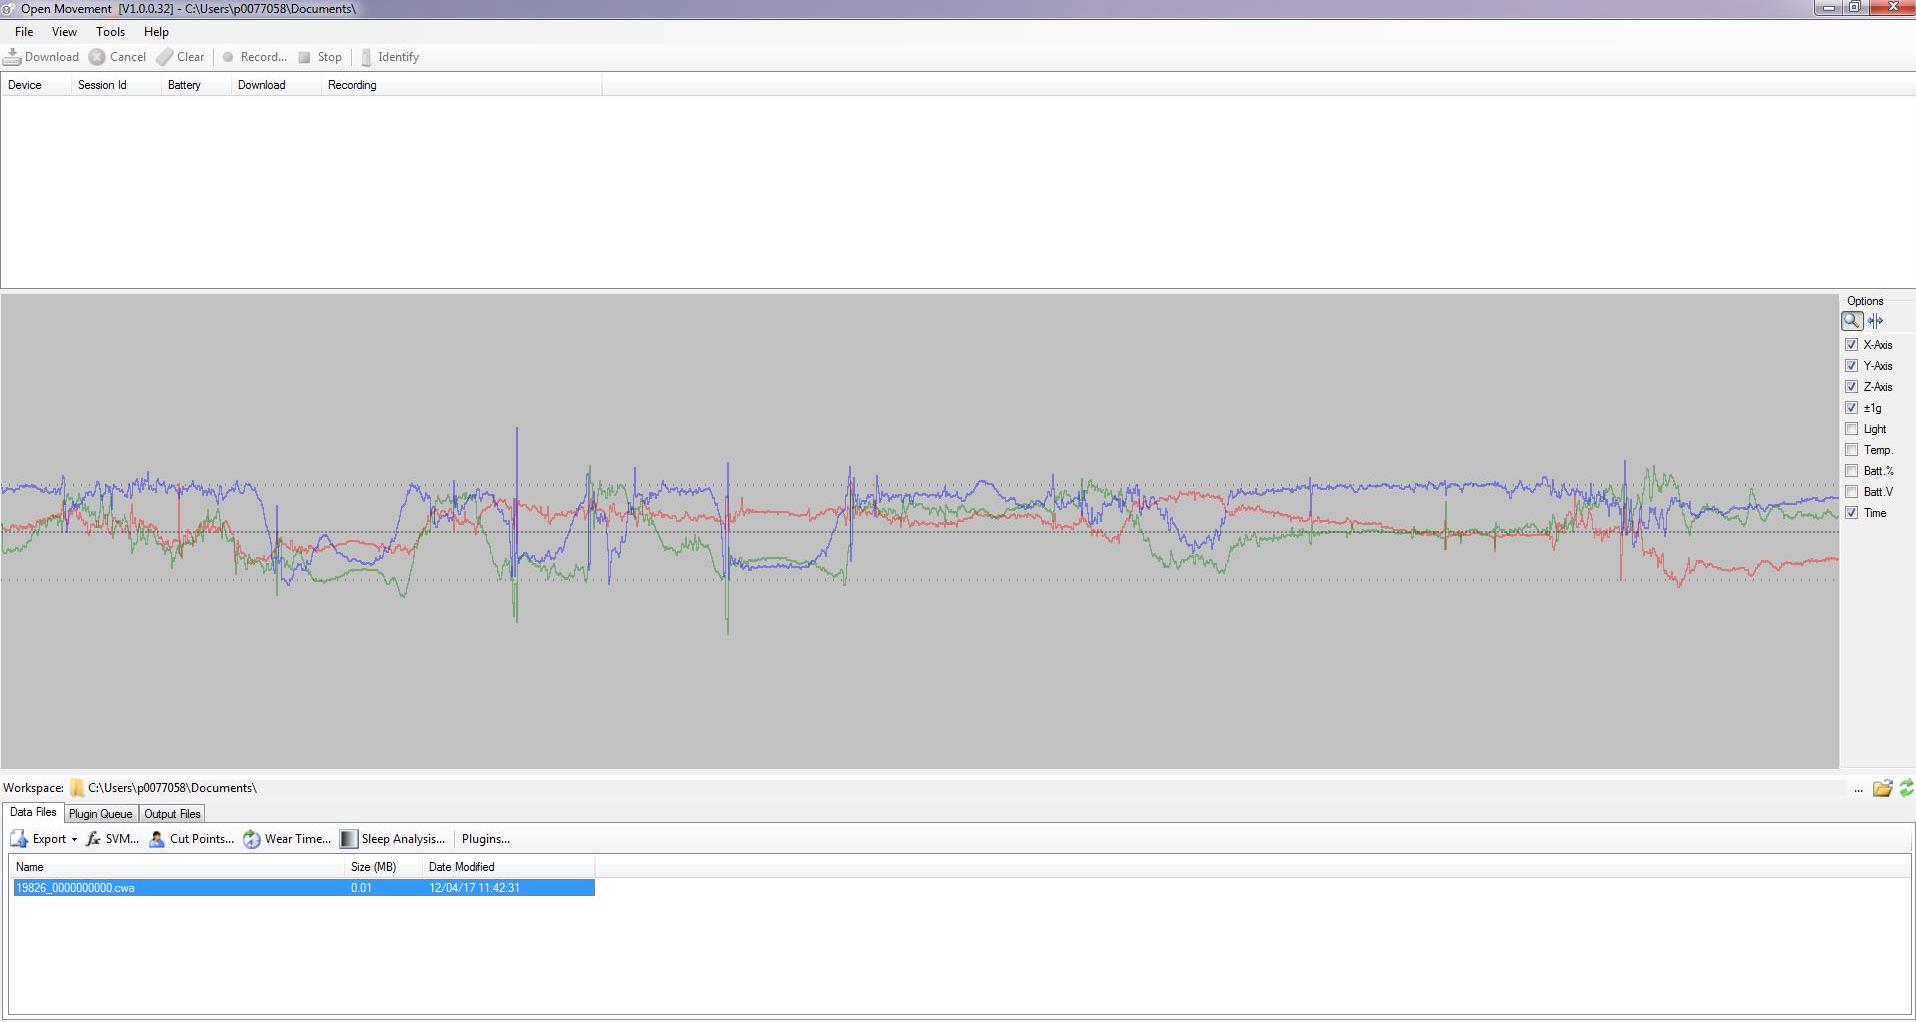 Open Movement [V1.0.0.32] - C:\Users\p0077058\Documents\
File View Tools Help
Download Cancel Clear Record... Stop Identify
Device Session Id Battery Download Recording
Options
X-Axis
Y-Axis
Z-Axis
±1g
Light
Temp.
Batt.%
Batt.V
Time
Workspace: C:\Users\p0077058\Documents\ ...
Data Files Plugin Queue Output Files
Export fx SVM... Cut Points... Wear Time... Sleep Analysis... Plugins...
Name Size (MB) Date Modified
19826_0000000000.cwa 0.01 12/04/17 11:42:31